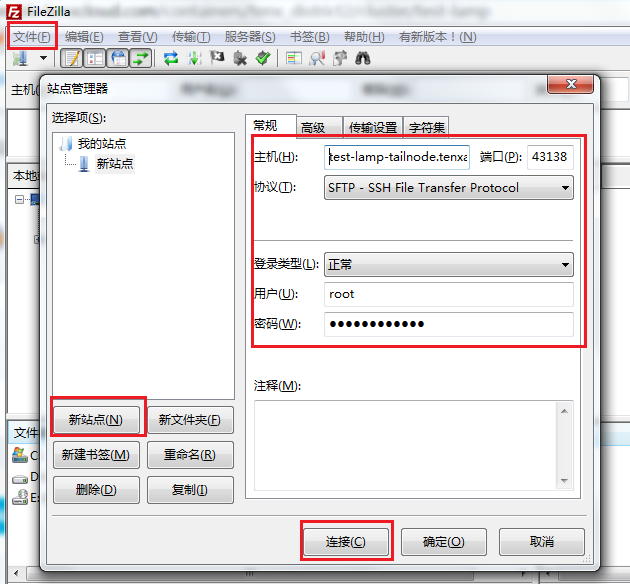 FileZilla
文件(F) 编辑(E) 查看(V) 传输(T) 服务器(S) 书签(B) 帮助(H) 有新版本！(N)
主机(
站点管理器
选择项(S):
我的站点
新站点
常规 高级 传输设置 字符集
主机(H): test-lamp-tailnode.tenxa 端口(P): 43138
协议(T): SFTP - SSH File Transfer Protocol
本地
登录类型(L): 正常
用户(U): root
密码(W): ●●●●●●●●●●●●
注释(M):
新站点(N) 新文件夹(F)
文件
新建书签(M) 重命名(R)
C
删除(D) 复制(I)
D
E:
连接(C) 确定(O) 取消